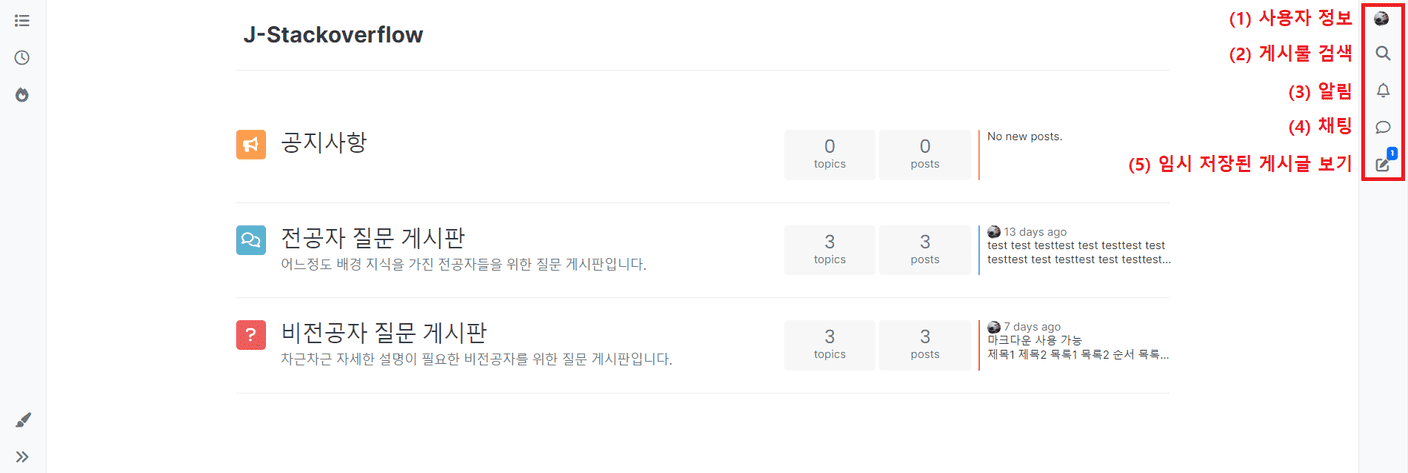 J-Stackoverflow
(1) 사용자 정보
(2) 게시물 검색
(3) 알림
(4) 채팅
1
(5) 임시 저장된 게시글 보기
공지사항
0
topics
0
posts
No new posts.
전공자 질문 게시판
어느정도 배경 지식을 가진 전공자들을 위한 질문 게시판입니다.
3
topics
3
posts
13 days ago
test test testtest test testtest test
testtest test testtest test testtest...
?
비전공자 질문 게시판
차근차근 자세한 설명이 필요한 비전공자를 위한 질문 게시판입니다.
3
topics
3
posts
7 days ago
마크다운 사용 가능
제목1 제목2 목록1 목록2 순서 목록...